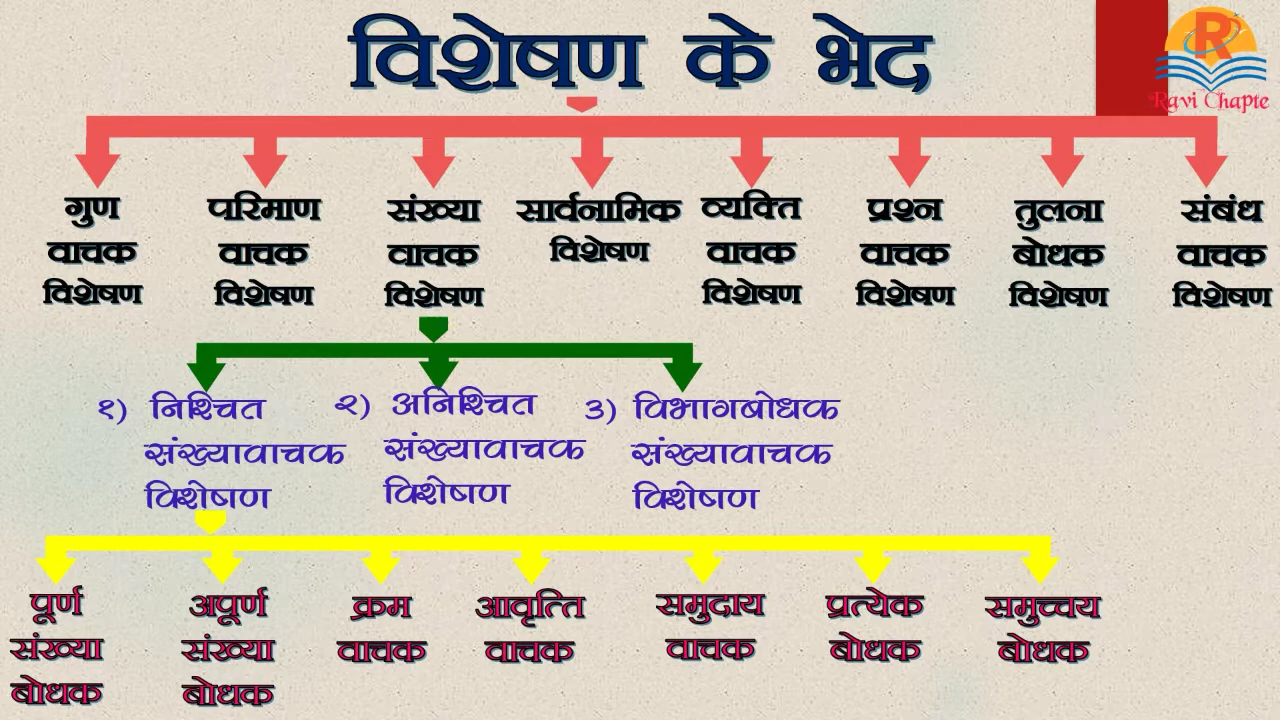 विशेषण के भेद
Ravi Chapte
गुण
वाचक
विशेषण
परिमाण
वाचक
विशेषण
संख्या
वाचक
विशेषण
सार्वनामिक
विशेषण
व्यक्ति
वाचक
विशेषण
प्रश्न
वाचक
विशेषण
तुलना
बोधक
विशेषण
संबंध
वाचक
विशेषण
१) निश्चित
संख्यावाचक
विशेषण
२) अनिश्चित
संख्यावाचक
विशेषण
३) विभागबोधक
संख्यावाचक
विशेषण
पूर्ण
संख्या
बोधक
अपूर्ण
संख्या
बोधक
क्रम
वाचक
आवृत्ति
वाचक
समुदाय
वाचक
प्रत्येक
बोधक
समुच्चय
बोधक